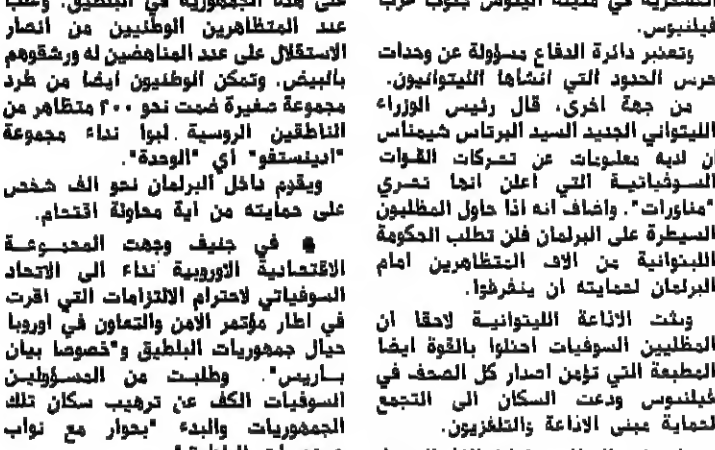 العسكرية في مدينة اليتوس جنوب غرب
فيلنيوس.
وتعتبر دائرة الدفاع مسؤولة عن وحدات
حرس الحدود التي انشأها الليتوانيون.
من جهة اخرى، قال رئيس الوزراء
الليتواني الجديد السيد البرتاس شيمناس
ان لديه معلومات عن تحركات القوات
السوفياتية التي اعلن انها تجري
"مناورات". واضاف انه اذا حاول المظليون
السيطرة على البرلمان فلن تطلب الحكومة
الليتوانية من الاف المتظاهرين امام
البرلمان لحمايته ان يتفرقوا.
وبثت الاذاعة الليتوانية لاحقا ان
المظليين السوفيات احتلوا بالقوة ايضا
المطبعة التي تؤمن اصدار كل الصحف في
فيلنيوس ودعت السكان الى التجمع
لحماية مبنى الاذاعة والتلفزيون.
على هذه الجمهورية في البلطيق.
عدد المتظاهرين الوطنيين من انصار
الاستقلال على عدد المناهضين له ورشقوهم
بالبيض. وتمكن الوطنيون ايضا من طرد
مجموعة صغيرة ضمت نحو ٢٠٠ متظاهر من
الناطقين الروسية لبوا نداء مجموعة
"ادينستفو" أي "الوحدة".
ويقوم داخل البرلمان نحو الف شخص
على حمايته من اية محاولة اقتحام.
● في جنيف وجهت المجموعة
الاقتصادية الاوروبية نداء الى الاتحاد
السوفياتي لاحترام الالتزامات التي اقرت
في اطار مؤتمر الامن والتعاون في اوروبا
حيال جمهوريات البلطيق و"خصوصا بيان
باريس". وطلبت من المسؤولين
السوفيات الكف عن ترهيب سكان تلك
الجمهوريات والبدء "بحوار مع نواب